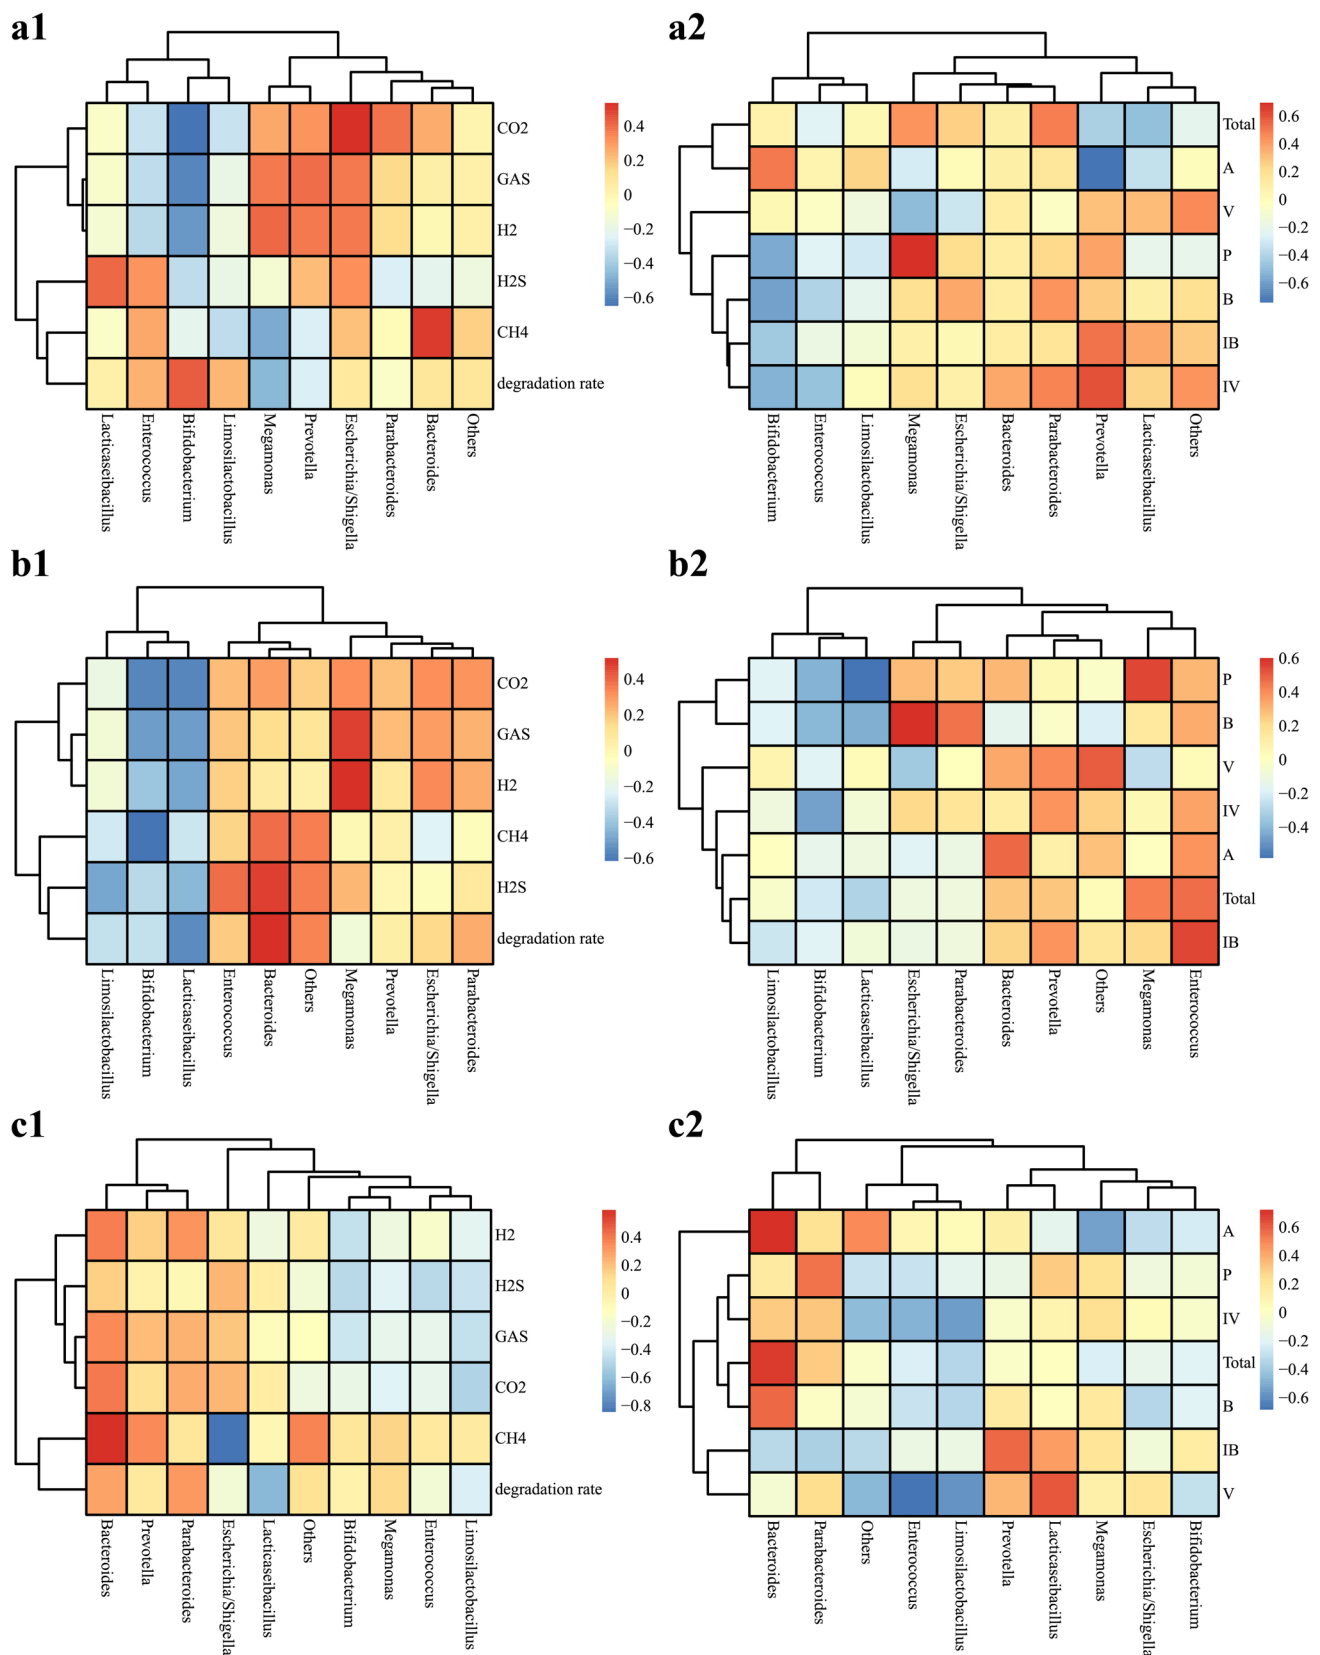 a1
CO2
GAS
H2
H2S
CH4
degradation rate
0.4
0.2
0
−0.2
−0.4
−0.6
Lacticaseibacillus
Enterococcus
Bifidobacterium
Limosilactobacillus
Megamonas
Prevotella
Escherichia/Shigella
Parabacteroides
Bacteroides
Others
a2
Total
A
V
P
B
IB
IV
0.6
0.4
0.2
0
−0.2
−0.4
−0.6
Bifidobacterium
Enterococcus
Limosilactobacillus
Megamonas
Escherichia/Shigella
Bacteroides
Parabacteroides
Prevotella
Lacticaseibacillus
Others
b1
CO2
GAS
H2
CH4
H2S
degradation rate
0.4
0.2
0
−0.2
−0.4
−0.6
Limosilactobacillus
Bifidobacterium
Lacticaseibacillus
Enterococcus
Bacteroides
Others
Megamonas
Prevotella
Escherichia/Shigella
Parabacteroides
b2
P
B
V
IV
A
Total
IB
0.6
0.4
0.2
0
−0.2
−0.4
Limosilactobacillus
Bifidobacterium
Lacticaseibacillus
Escherichia/Shigella
Parabacteroides
Bacteroides
Prevotella
Others
Megamonas
Enterococcus
c1
H2
H2S
GAS
CO2
CH4
degradation rate
0.4
0.2
0
−0.2
−0.4
−0.6
−0.8
Bacteroides
Prevotella
Parabacteroides
Escherichia/Shigella
Lacticaseibacillus
Others
Bifidobacterium
Megamonas
Enterococcus
Limosilactobacillus
c2
A
P
IV
Total
B
IB
V
0.6
0.4
0.2
0
−0.2
−0.4
−0.6
Bacteroides
Parabacteroides
Others
Enterococcus
Limosilactobacillus
Prevotella
Lacticaseibacillus
Megamonas
Escherichia/Shigella
Bifidobacterium